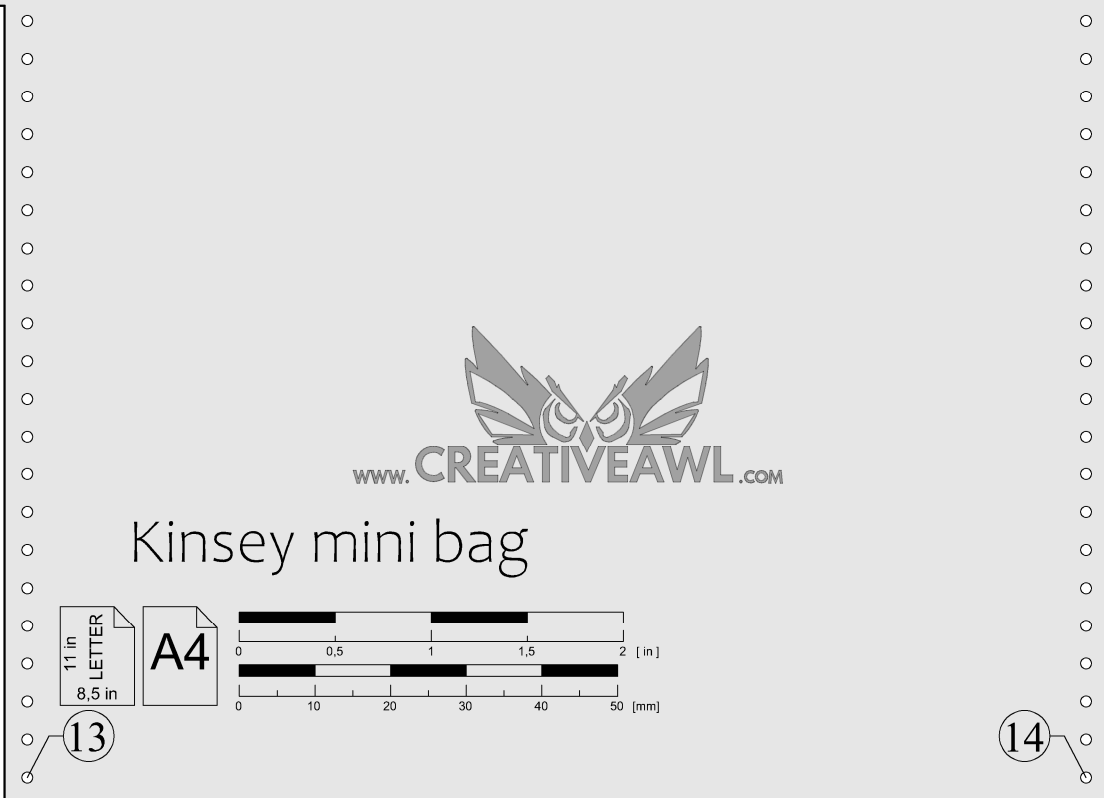 www. CREATIVEAWL .COM
Kinsey mini bag
11 in
LETTER
8,5 in
A4
0 0,5 1 1,5 2 [ in ]
0 10 20 30 40 50 [mm]
13
14